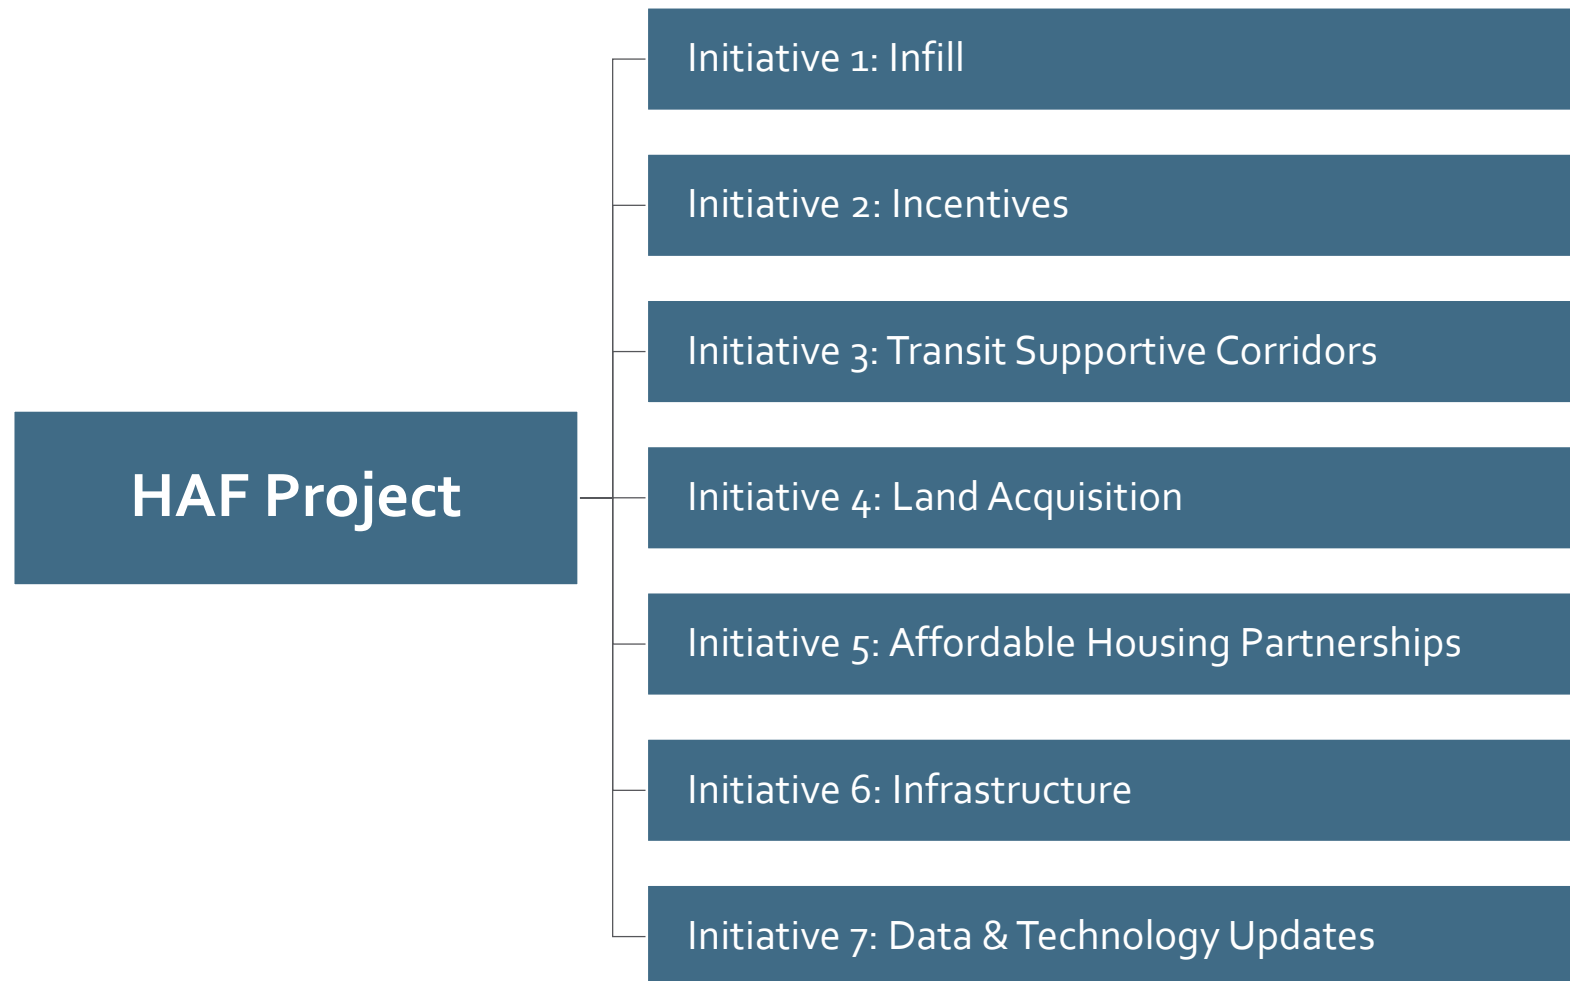 HAF Project
Initiative 1: Infill
Initiative 2: Incentives
Initiative 3: Transit Supportive Corridors
Initiative 4: Land Acquisition
Initiative 5: Affordable Housing Partnerships
Initiative 6: Infrastructure
Initiative 7: Data & Technology Updates